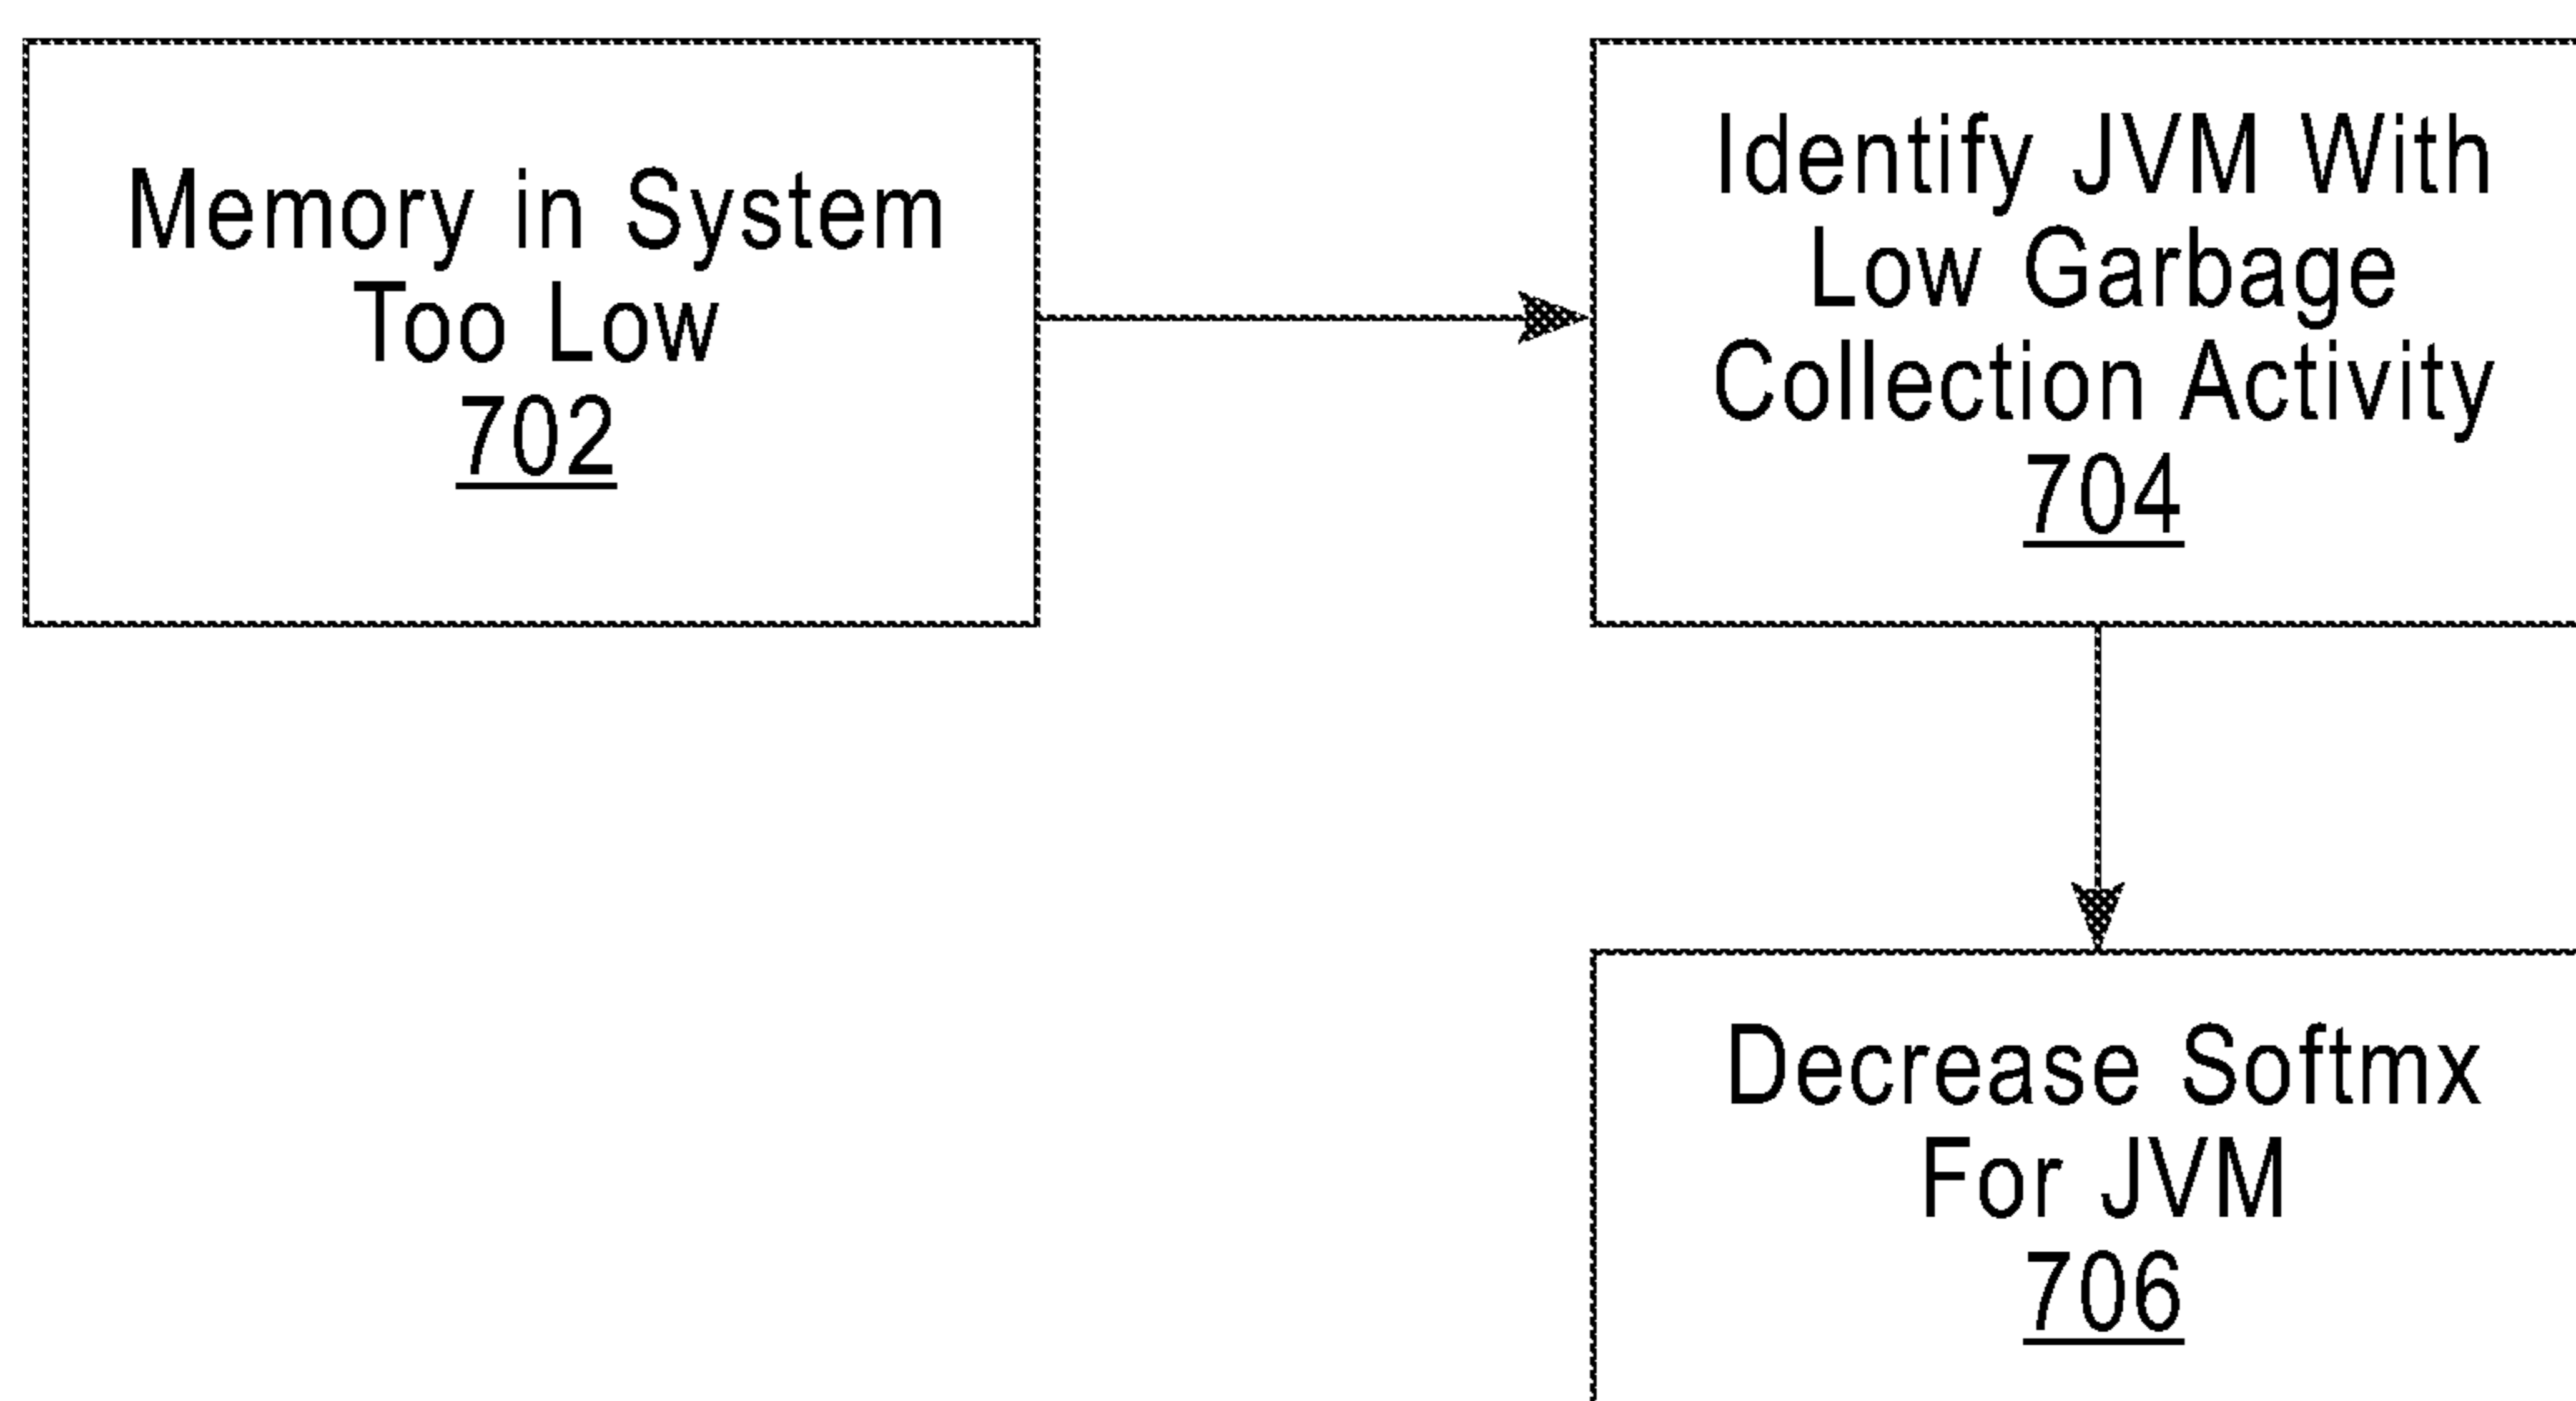 Memory in System
Too Low
702
Identify JVM With
Low Garbage
Collection Activity
704
Decrease Softmx
For JVM
706